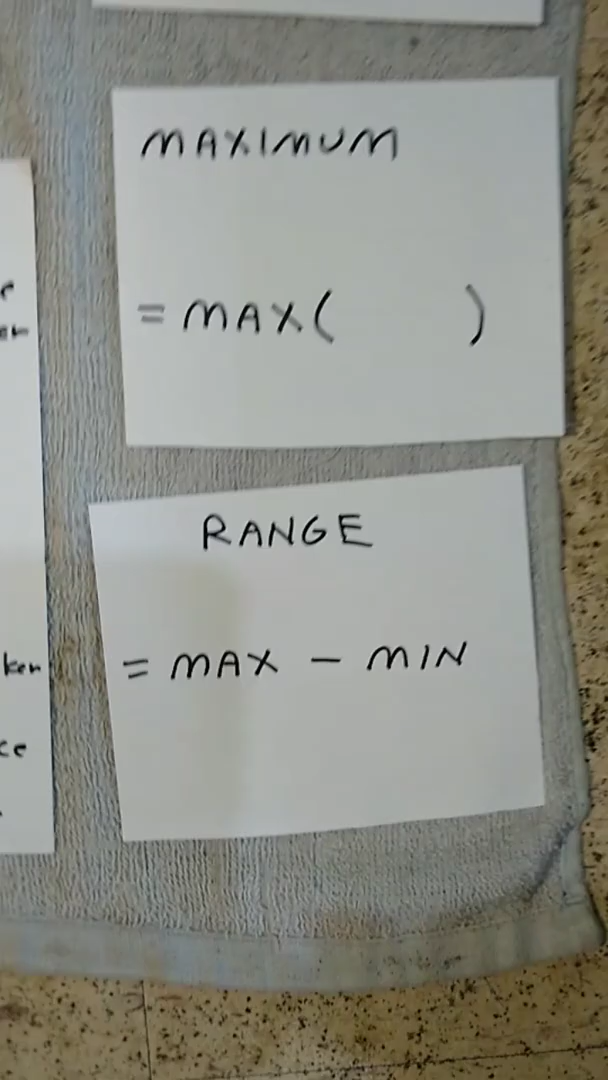 MAXIMUM
= MAX(        )
RANGE
= MAX - MIN